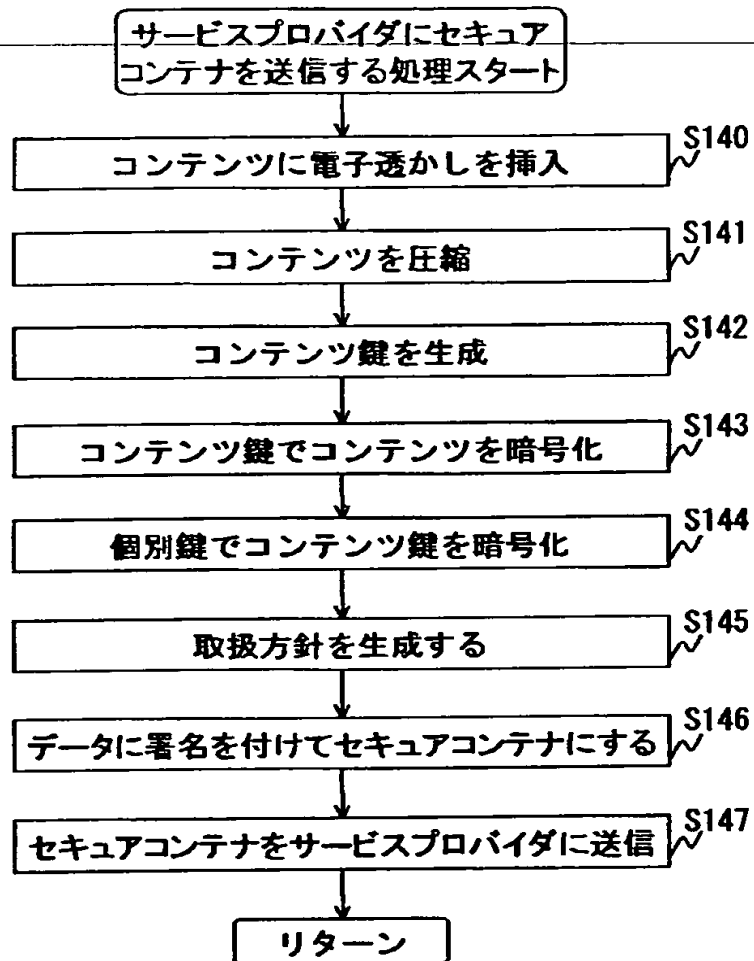 サービスプロバイダにセキュア
コンテナを送信する処理スタート
S140
コンテンツに電子透かしを挿入
S141
コンテンツを圧縮
S142
コンテンツ鍵を生成
S143
コンテンツ鍵でコンテンツを暗号化
S144
個別鍵でコンテンツ鍵を暗号化
S145
取扱方針を生成する
S146
データに署名を付けてセキュアコンテナにする
S147
セキュアコンテナをサービスプロバイダに送信
リターン